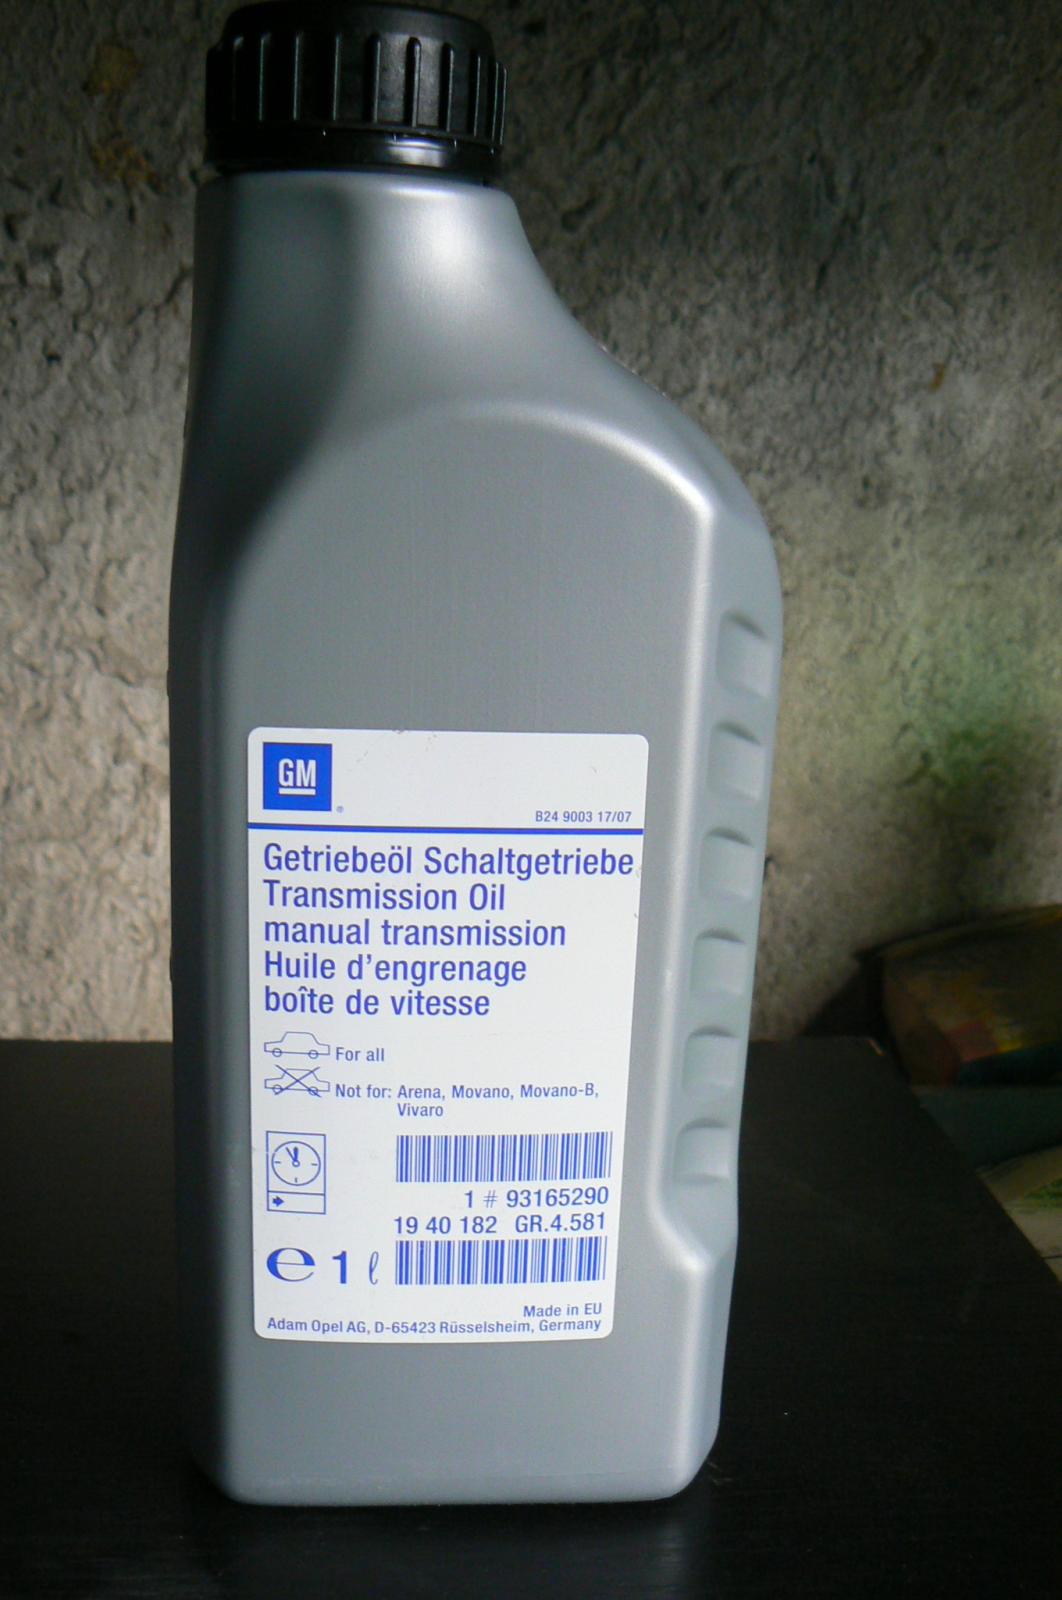 GM
®
B24 9003 17/07
Getriebeöl Schaltgetriebe
Transmission Oil
manual transmission
Huile d'engrenage
boîte de vitesse
For all
Not for: Arena, Movano, Movano-B,
Vivaro
1 # 93165290
19 40 182 GR.4.581
e 1 ℓ
Made in EU
Adam Opel AG, D-65423 Rüsselsheim, Germany